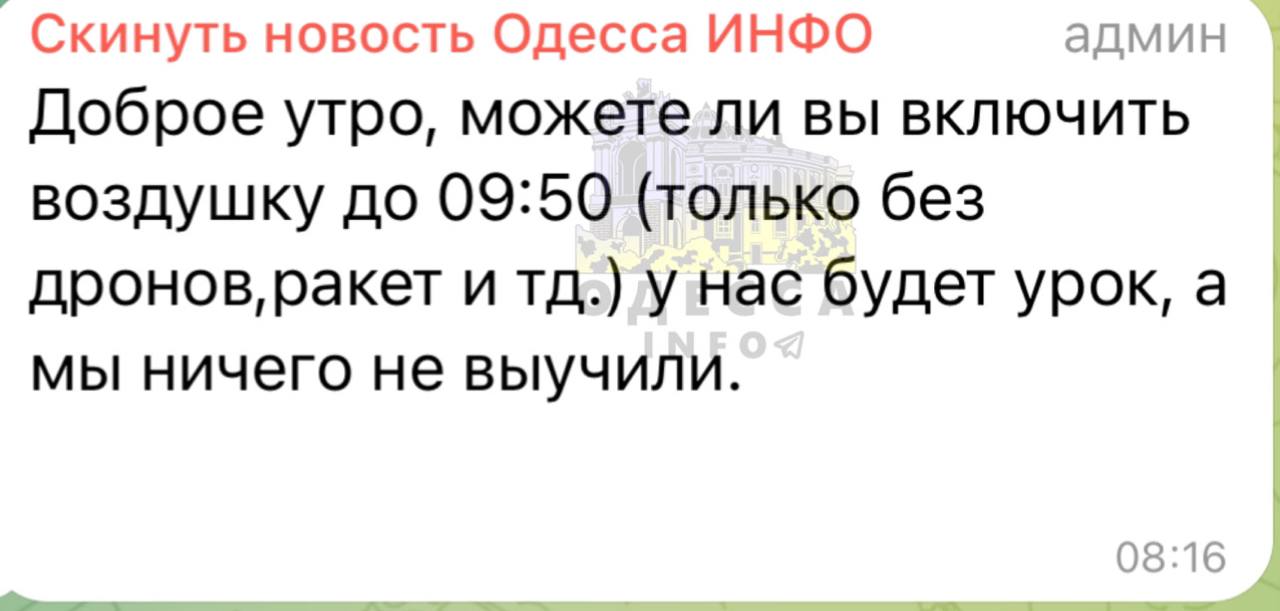 Скинуть новость Одесса ИНФО админ
Доброе утро, можете ли вы включить
воздушку до 09:50 (только без
дронов,ракет и тд.) у нас будет урок, а
мы ничего не выучили.
ОДЕССА
INFO
08:16